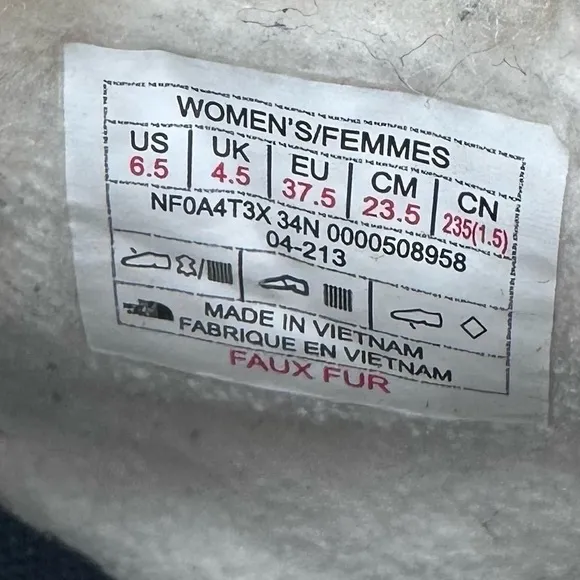 WOMEN'S/FEMMES
US UK EU CM CN
6.5 4.5 37.5 23.5 235(1.5)
NF0A4T3X 34N 0000508958
04-213
MADE IN VIETNAM
FABRIQUE EN VIETNAM
FAUX FUR